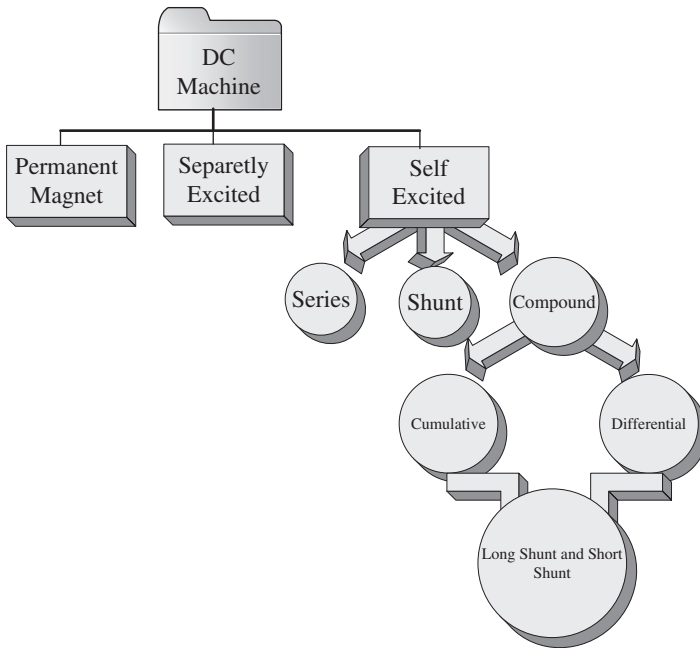 DC
Machine
Permanent
Magnet
Separetly
Excited
Self
Excited
Series
Shunt
Compound
Cumulative
Differential
Long Shunt and Short
Shunt